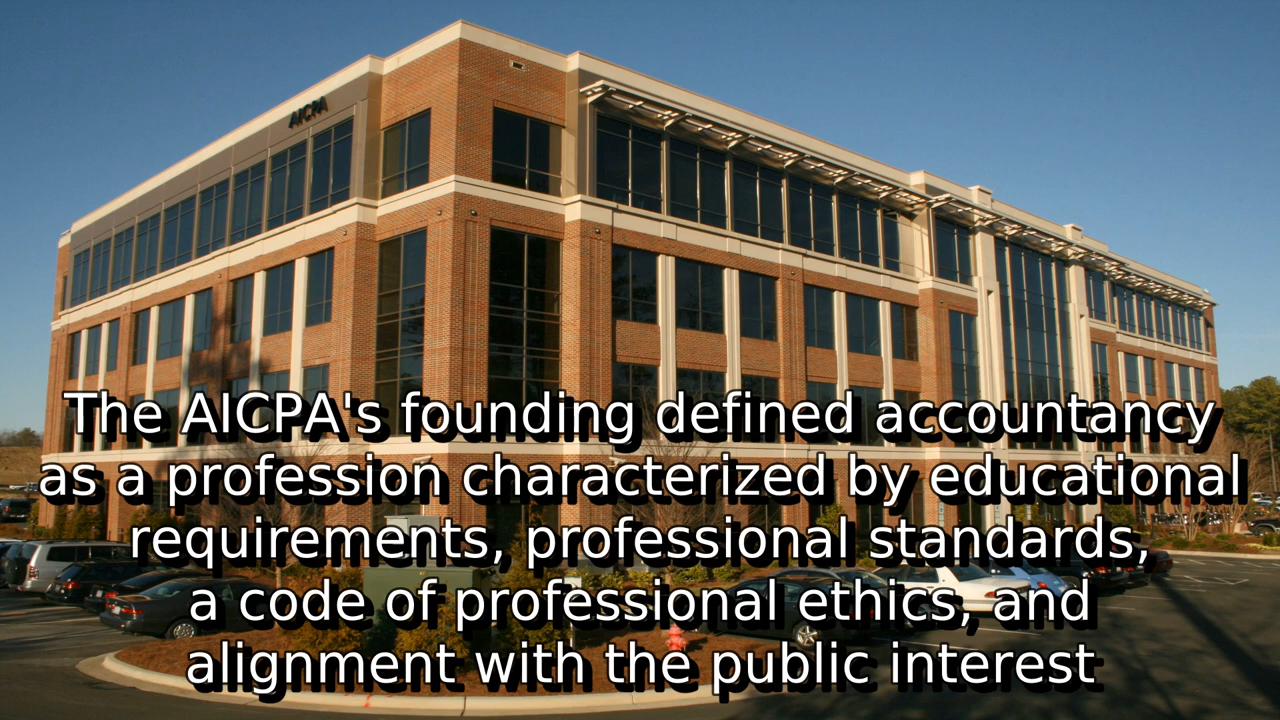 AICPA
The AICPA's founding defined accountancy
as a profession characterized by educational
requirements, professional standards,
a code of professional ethics, and
alignment with the public interest